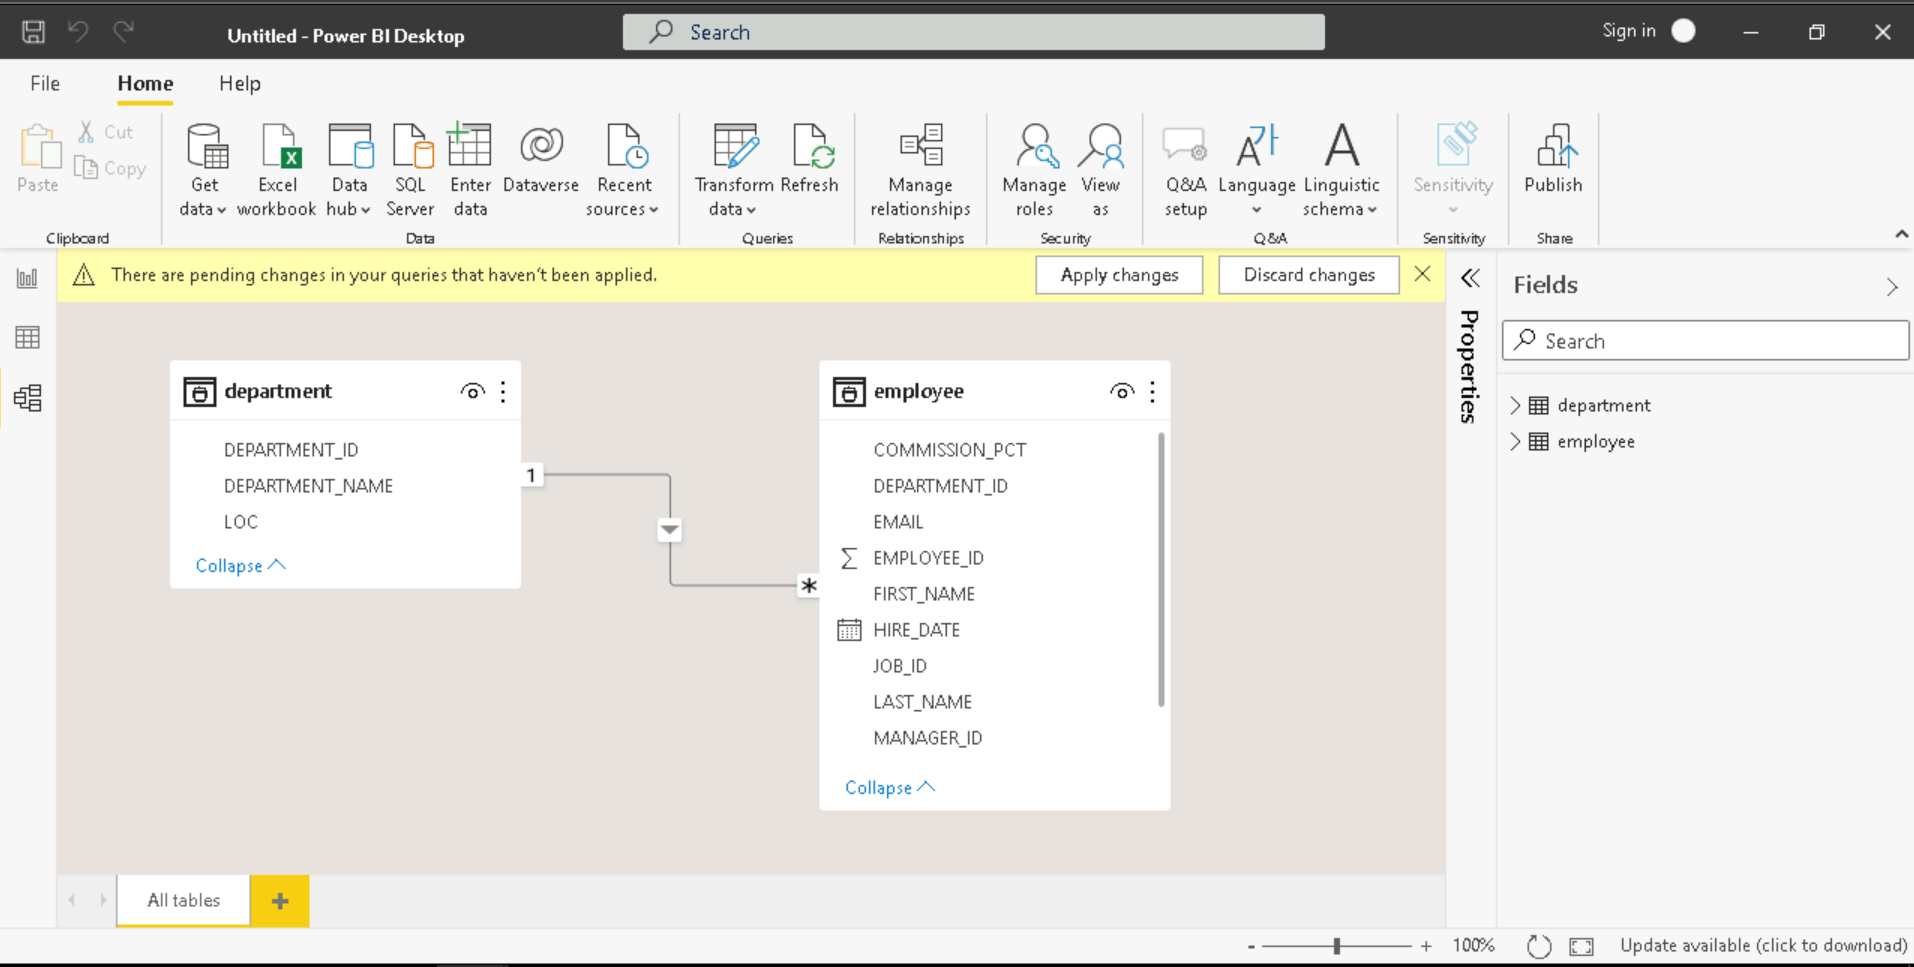 Untitled - Power BI Desktop
Search
Sign in
File
Home
Help
Paste
Cut
Copy
Clipboard
Get data
Excel workbook
Data hub
SQL Server
Enter data
Dataverse
Recent sources
Data
Transform data
Refresh
Queries
Manage relationships
Relationships
Manage roles
View as
Security
Q&A setup
Language
Linguistic schema
Q&A
Sensitivity
Sensitivity
Publish
Share
There are pending changes in your queries that haven't been applied.
Apply changes
Discard changes
department
DEPARTMENT_ID
DEPARTMENT_NAME
LOC
Collapse
1
*
employee
COMMISSION_PCT
DEPARTMENT_ID
EMAIL
EMPLOYEE_ID
FIRST_NAME
HIRE_DATE
JOB_ID
LAST_NAME
MANAGER_ID
Collapse
Properties
Fields
Search
department
employee
All tables
+
- + 100%
Update available (click to download)